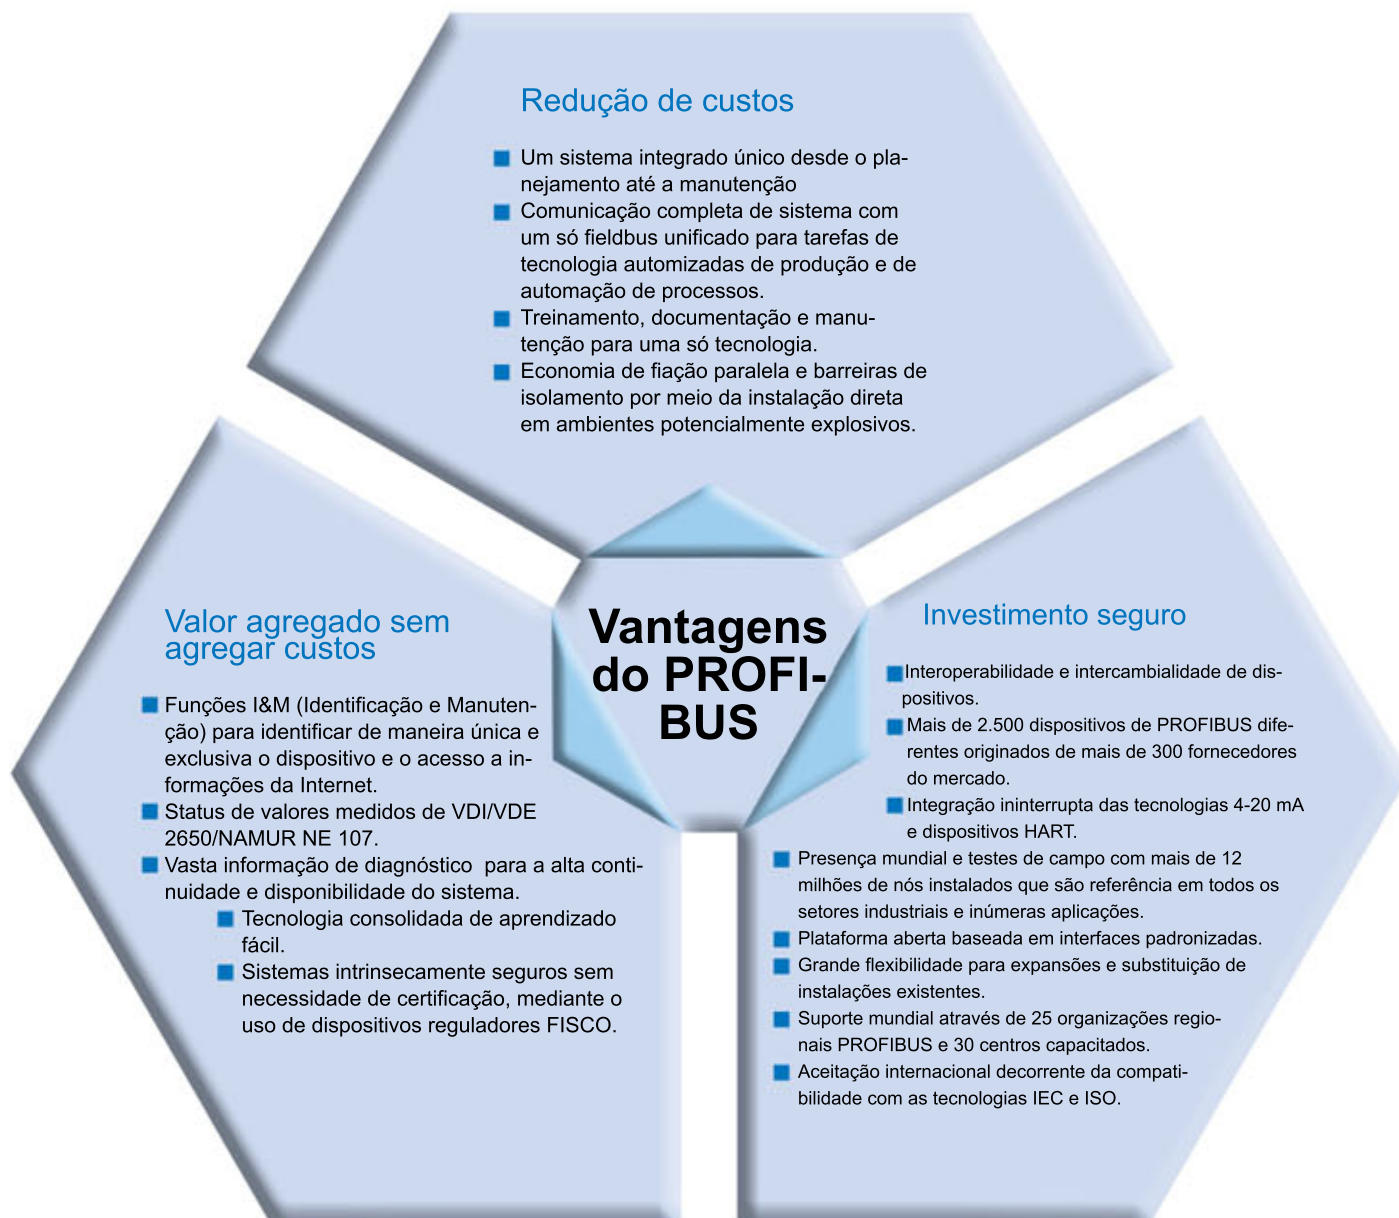 Redução de custos
Um sistema integrado único desde o pla-
nejamento até a manutenção
Comunicação completa de sistema com
um só fieldbus unificado para tarefas de
tecnologia automizadas de produção e de
automação de processos.
Treinamento, documentação e manu-
tenção para uma só tecnologia.
Economia de fiação paralela e barreiras de
isolamento por meio da instalação direta
em ambientes potencialmente explosivos.
Vantagens
do PROFI-
BUS
Valor agregado sem
agregar custos
Funções I&M (Identificação e Manuten-
ção) para identificar de maneira única e
exclusiva o dispositivo e o acesso a in-
formações da Internet.
Status de valores medidos de VDI/VDE
2650/NAMUR NE 107.
Vasta informação de diagnóstico  para a alta conti-
nuidade e disponibilidade do sistema.
Tecnologia consolidada de aprendizado
fácil.
Sistemas intrinsecamente seguros sem
necessidade de certificação, mediante o
uso de dispositivos reguladores FISCO.
Investimento seguro
Interoperabilidade e intercambialidade de dis-
positivos.
Mais de 2.500 dispositivos de PROFIBUS dife-
rentes originados de mais de 300 fornecedores
do mercado.
Integração ininterrupta das tecnologias 4-20 mA
e dispositivos HART.
Presença mundial e testes de campo com mais de 12
milhões de nós instalados que são referência em todos os
setores industriais e inúmeras aplicações.
Plataforma aberta baseada em interfaces padronizadas.
Grande flexibilidade para expansões e substituição de
instalações existentes.
Suporte mundial através de 25 organizações regio-
nais PROFIBUS e 30 centros capacitados.
Aceitação internacional decorrente da compati-
bilidade com as tecnologias IEC e ISO.